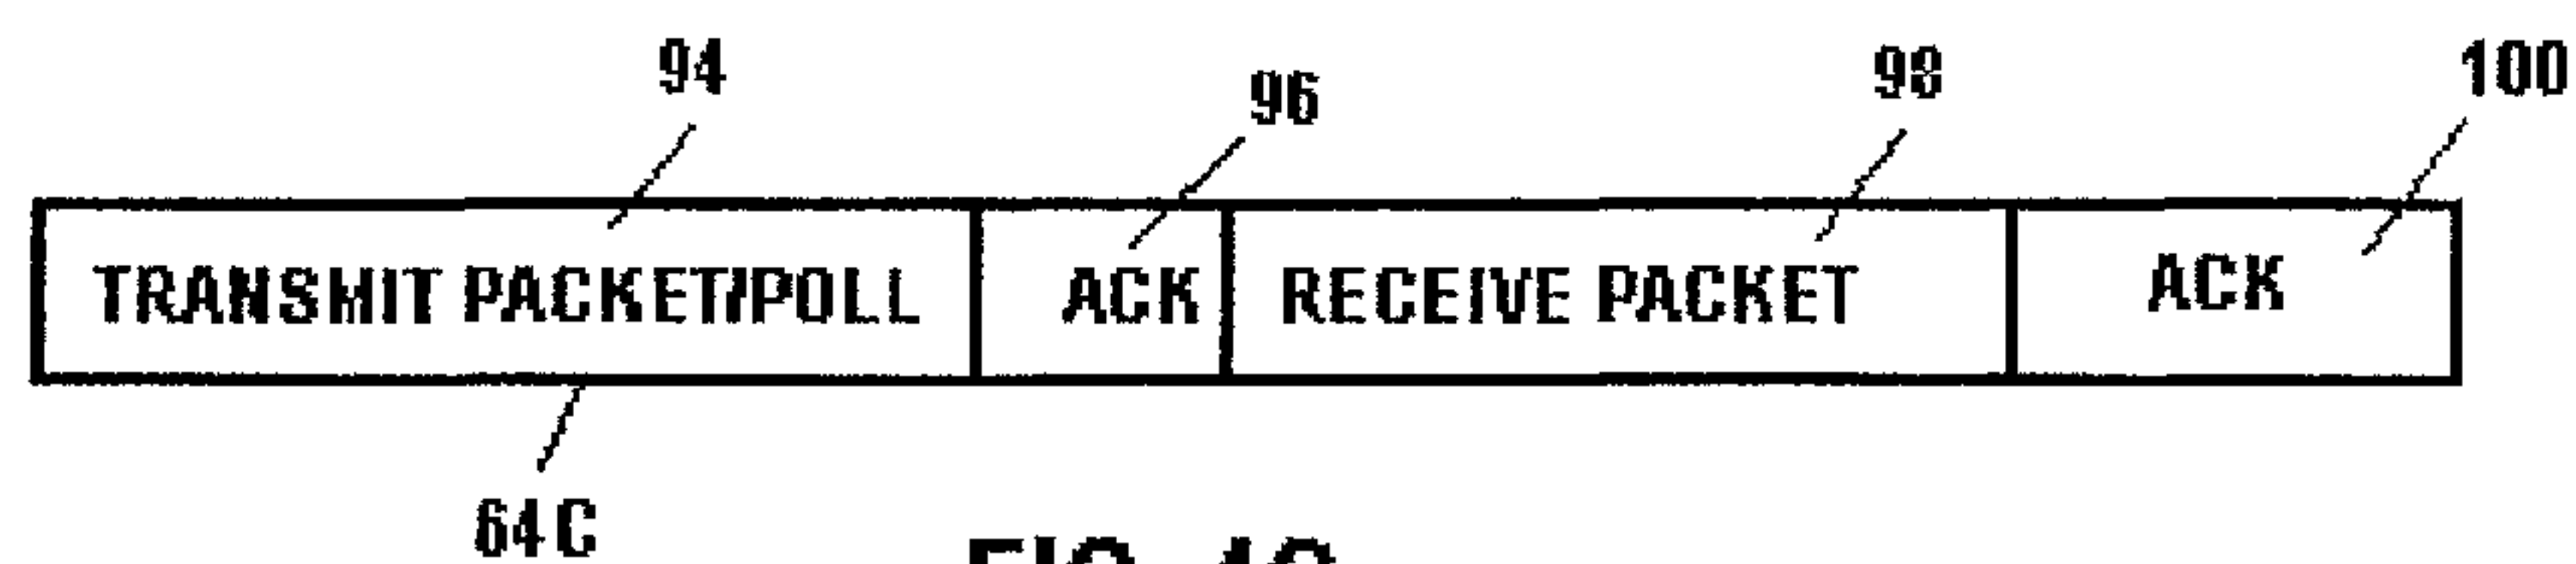 94
96
98
100
TRANSMIT PACKET/POLL
ACK
RECEIVE PACKET
ACK
64C